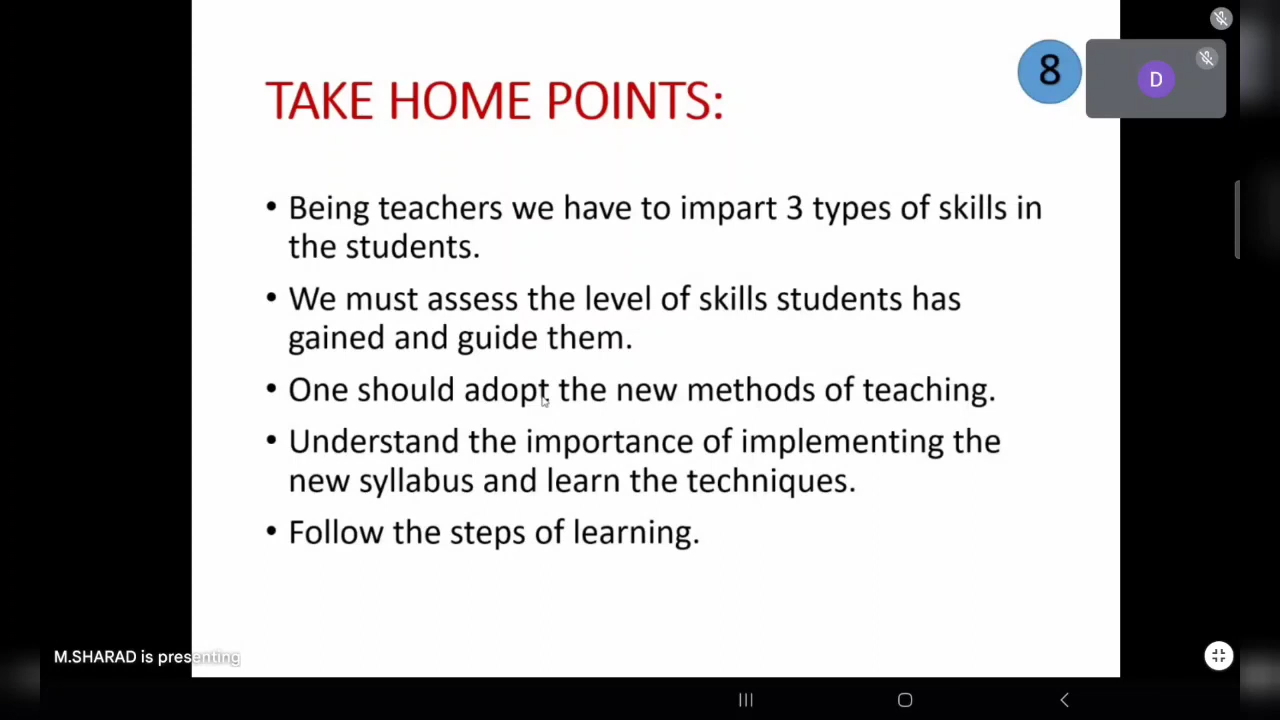 8
D
TAKE HOME POINTS:
• Being teachers we have to impart 3 types of skills in
the students.
• We must assess the level of skills students has
gained and guide them.
• One should adopt the new methods of teaching.
• Understand the importance of implementing the
new syllabus and learn the techniques.
• Follow the steps of learning.
M.SHARAD is presenting